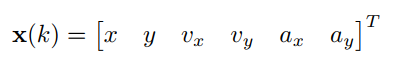 x(k) = [x y v_x v_y a_x a_y]^T